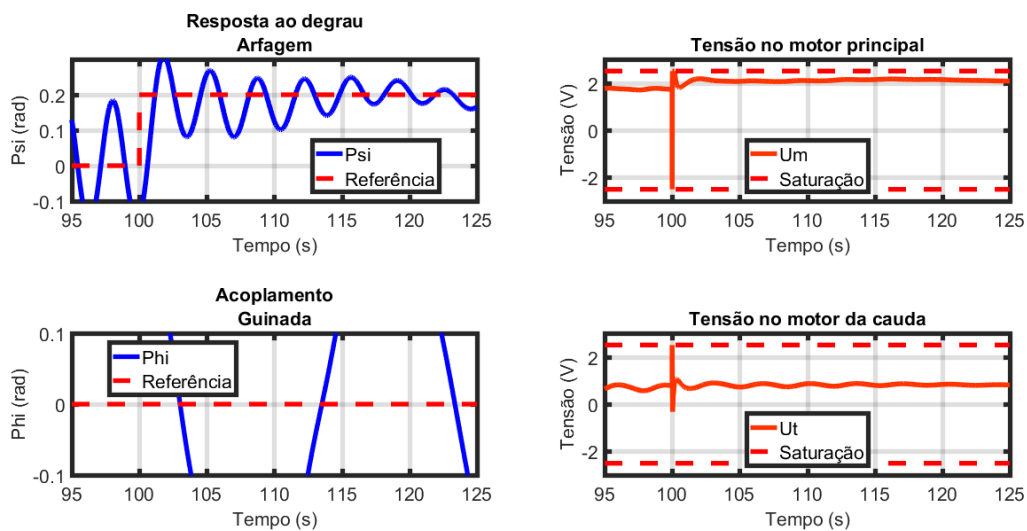 Resposta ao degrau
Arfagem
Psi (rad)
0.2
0.1
0
-0.1
Psi
Referência
95 100 105 110 115 120 125
Tempo (s)
Tensão no motor principal
Tensão (V)
2
0
-2
Um
Saturação
95 100 105 110 115 120 125
Tempo (s)
Acoplamento
Guinada
Phi (rad)
0.1
0
-0.1
Phi
Referência
95 100 105 110 115 120 125
Tempo (s)
Tensão no motor da cauda
Tensão (V)
2
0
-2
Ut
Saturação
95 100 105 110 115 120 125
Tempo (s)